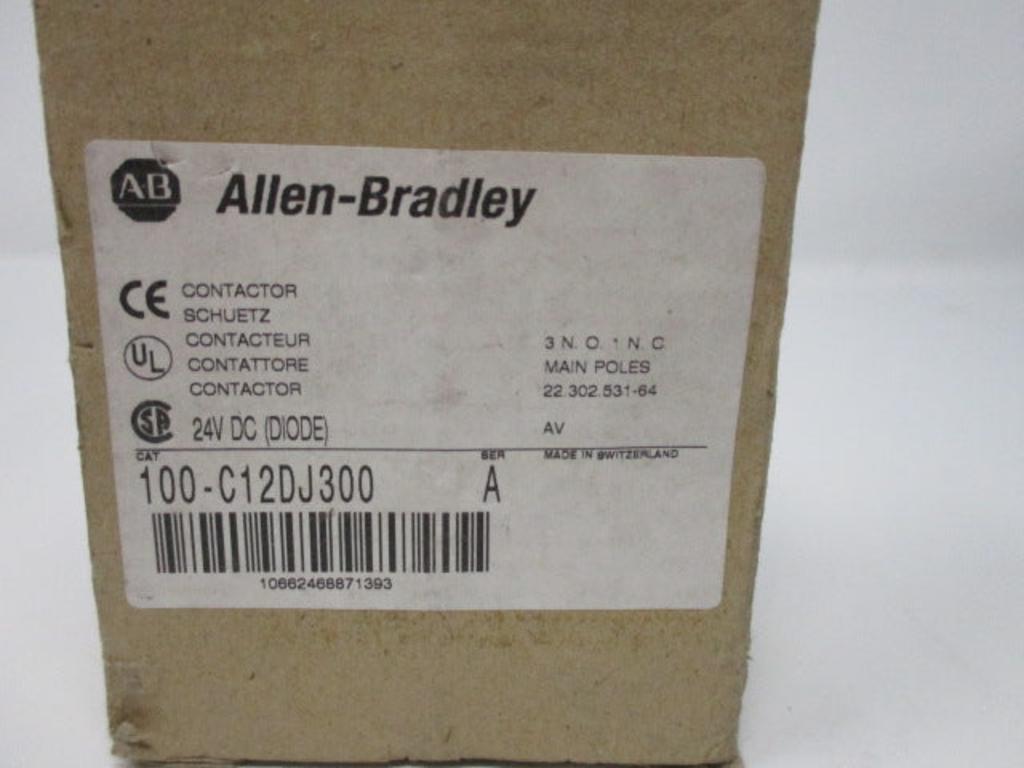 AB Allen-Bradley
CE CONTACTOR
SCHUETZ
UL CONTACTEUR
CONTATTORE
CONTACTOR
3 N. O. 1 N. C
MAIN POLES
22.302.531-64
SA 24V DC (DIODE)
AV
CAT
SER
MADE IN SWITZERLAND
100-C12DJ300
A
10662468871393